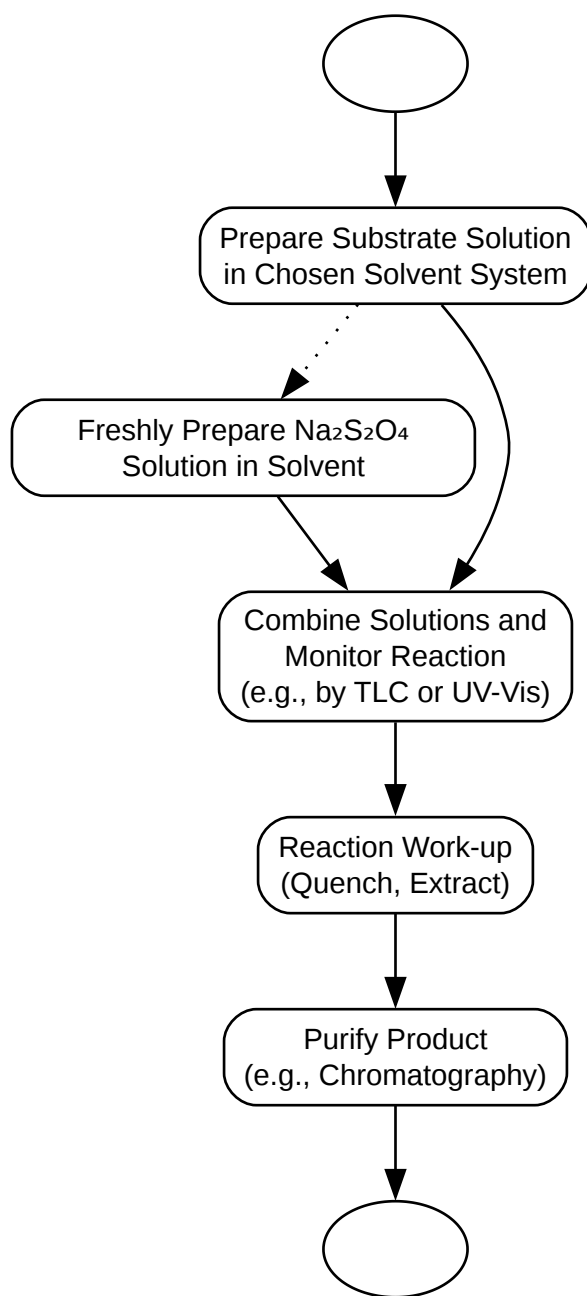 Prepare Substrate Solution
in Chosen Solvent System
Freshly Prepare Na₂S₂O₄
Solution in Solvent
Combine Solutions and
Monitor Reaction
(e.g., by TLC or UV-Vis)
Reaction Work-up
(Quench, Extract)
Purify Product
(e.g., Chromatography)